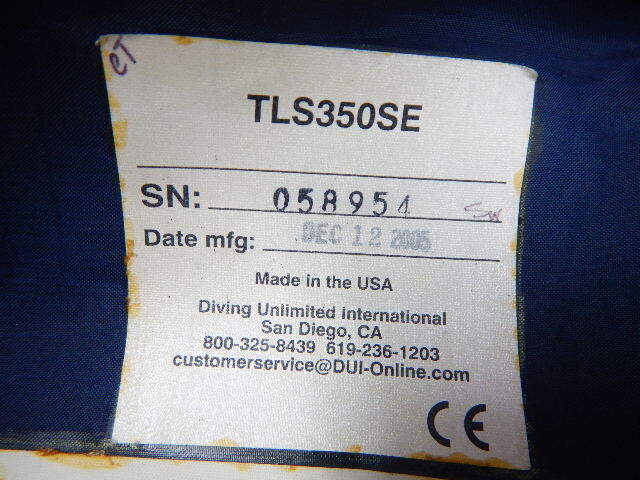 CT
TLS350SE
SN: 058954
Date mfg: DEC 12 2005
Made in the USA
Diving Unlimited International
San Diego, CA
800-325-8439 619-236-1203
customerservice@DUI-Online.com
CE